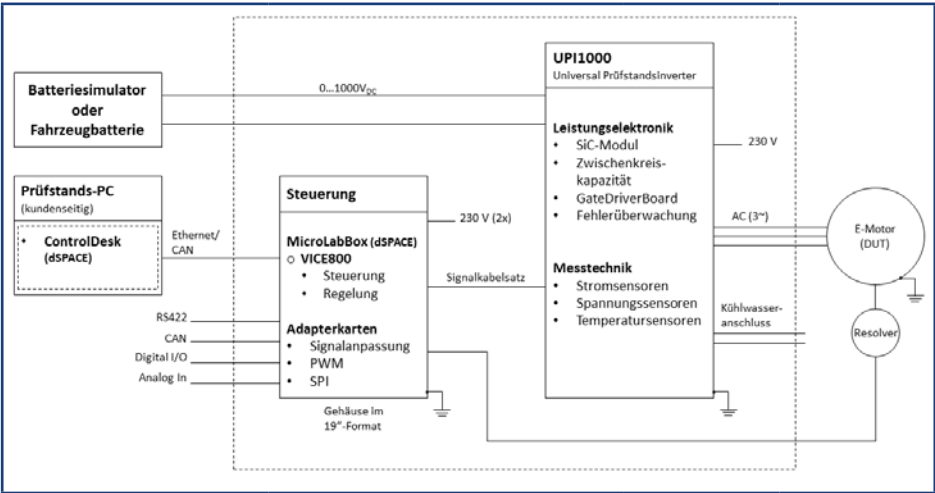 Batteriesimulator
oder
Fahrzeugbatterie
0...1000V_DC
UPI1000
Universal Prüfstandsinverter
Leistungselektronik
• SiC-Modul
• Zwischenkreis-
kapazität
• GateDriverBoard
• Fehlerüberwachung
Messtechnik
• Stromsensoren
• Spannungssensoren
• Temperatursensoren
230 V
AC (3~)
E-Motor
(DUT)
Kühlwasser-
anschluss
Resolver
Prüfstands-PC
(kundenseitig)
• ControlDesk
(dSPACE)
Ethernet/
CAN
Steuerung
MicroLabBox (dSPACE)
○ VICE800
• Steuerung
• Regelung
Adapterkarten
• Signalanpassung
• PWM
• SPI
230 V (2x)
Signalkabelsatz
RS422
CAN
Digital I/O
Analog In
Gehäuse im
19"-Format